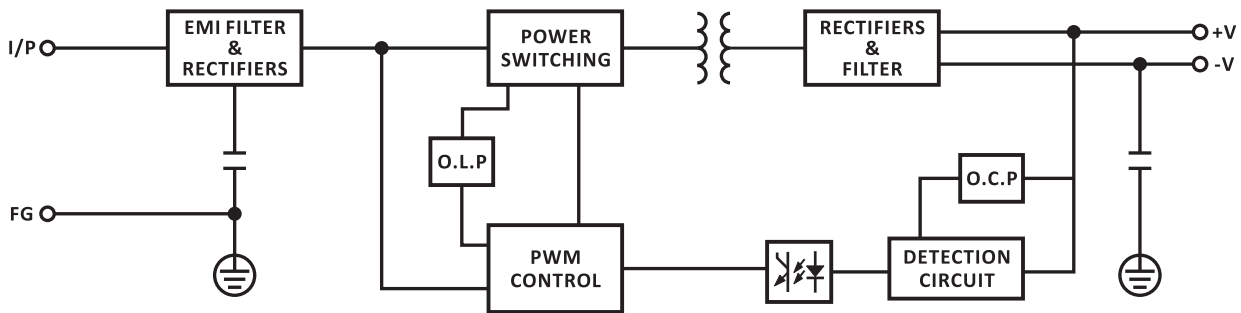 I/P
EMI FILTER
&
RECTIFIERS
POWER
SWITCHING
RECTIFIERS
&
FILTER
+V
-V
O.L.P
O.C.P
FG
PWM
CONTROL
DETECTION
CIRCUIT